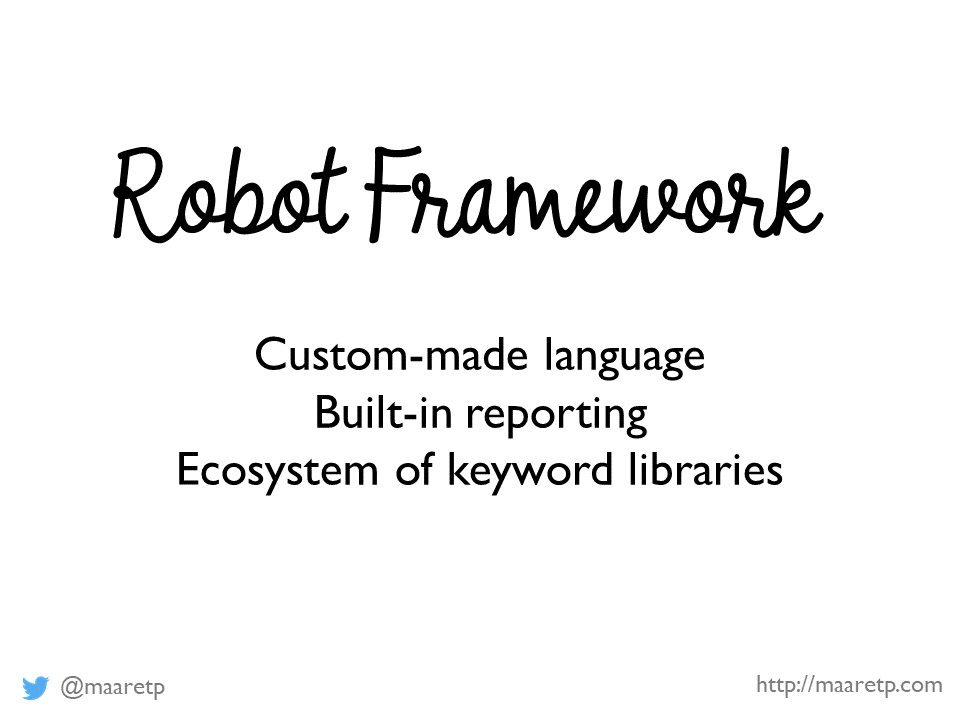 Robot Framework
Custom-made language
Built-in reporting
Ecosystem of keyword libraries
@maaretp
http://maaretp.com